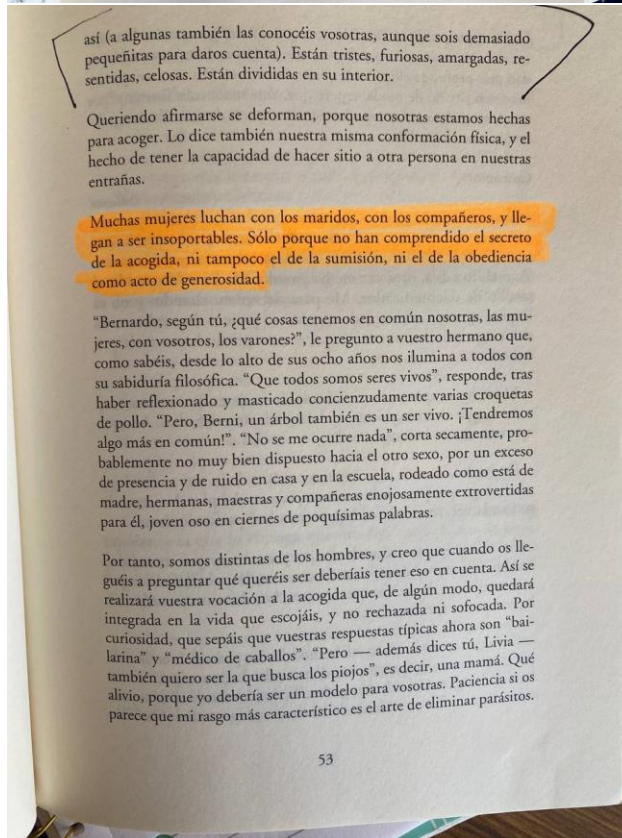 así (a algunas también las conocéis vosotras, aunque sois demasiado
pequeñitas para daros cuenta). Están tristes, furiosas, amargadas, re-
sentidas, celosas. Están divididas en su interior.
Queriendo afirmarse se deforman, porque nosotras estamos hechas
para acoger. Lo dice también nuestra misma conformación física, y el
hecho de tener la capacidad de hacer sitio a otra persona en nuestras
entrañas.
Muchas mujeres luchan con los maridos, con los compañeros, y lle-
gan a ser insoportables. Sólo porque no han comprendido el secreto
de la acogida, ni tampoco el de la sumisión, ni el de la obediencia
como acto de generosidad.
“Bernardo, según tú, ¿qué cosas tenemos en común nosotras, las mu-
jeres, con vosotros, los varones?”, le pregunto a vuestro hermano que,
como sabéis, desde lo alto de sus ocho años nos ilumina a todos con
su sabiduría filosófica. “Que todos somos seres vivos”, responde, tras
haber reflexionado y masticado concienzudamente varias croquetas
de pollo. “Pero, Berni, un árbol también es un ser vivo. ¡Tendremos
algo más en común!”. “No se me ocurre nada”, corta secamente, pro-
bablemente no muy bien dispuesto hacia el otro sexo, por un exceso
de presencia y de ruido en casa y en la escuela, rodeado como está de
madre, hermanas, maestras y compañeras enojosamente extrovertidas
para él, joven oso en ciernes de poquísimas palabras.
Por tanto, somos distintas de los hombres, y creo que cuando os lle-
guéis a preguntar qué queréis ser deberíais tener eso en cuenta. Así se
realizará vuestra vocación a la acogida que, de algún modo, quedará
integrada en la vida que escojáis, y no rechazada ni sofocada. Por
curiosidad, que sepáis que vuestras respuestas típicas ahora son “bai-
larina” y “médico de caballos”. “Pero — además dices tú, Livia —
también quiero ser la que busca los piojos”, es decir, una mamá. Qué
alivio, porque yo debería ser un modelo para vosotras. Paciencia si os
parece que mi rasgo más característico es el arte de eliminar parásitos.
53